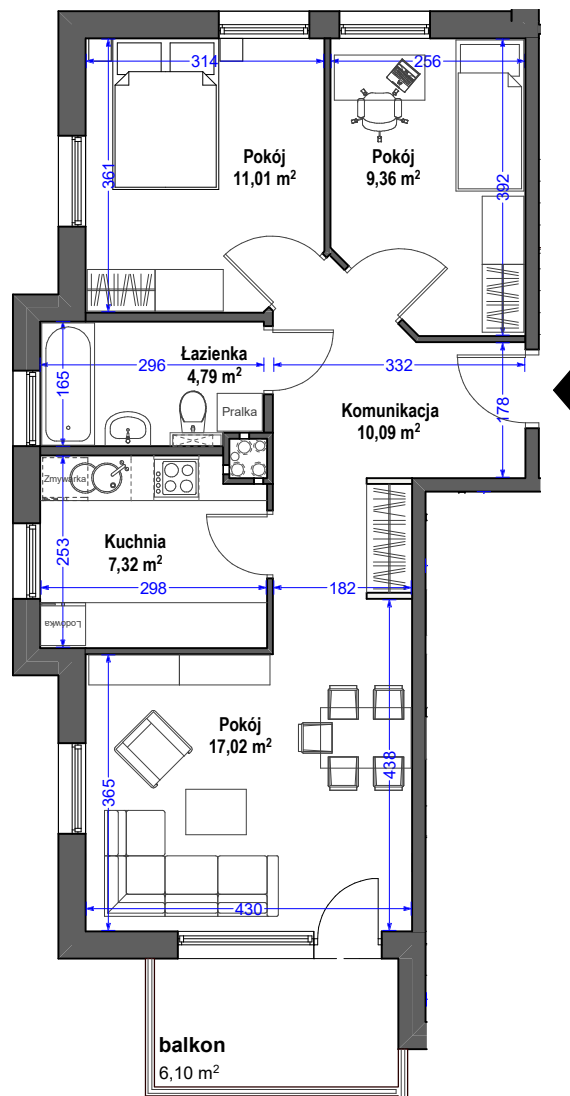 314
256
361
Pokój
11,01 m²
Pokój
9,36 m²
392
165
296
Łazienka
4,79 m²
Pralka
332
Komunikacja
10,09 m²
178
Zmywarka
253
Kuchnia
7,32 m²
298
182
Lodówka
Pokój
17,02 m²
365
438
430
balkon
6,10 m²